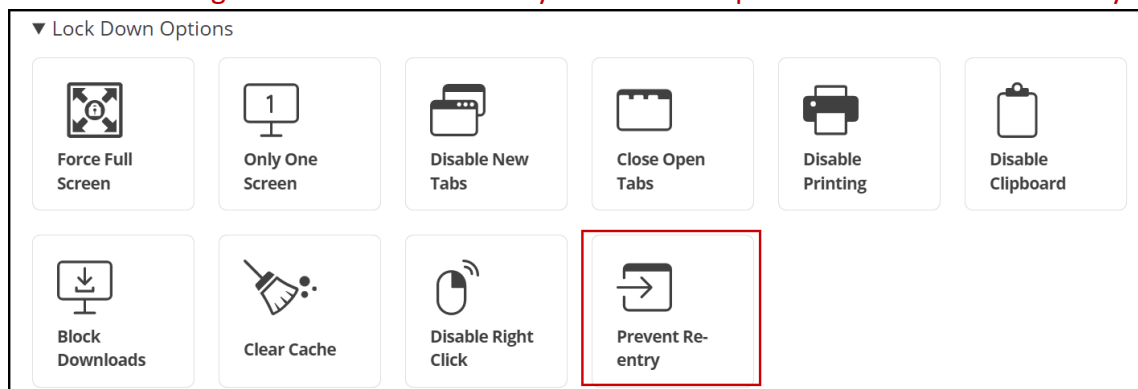 ▼ Lock Down Options
1
Force Full
Screen
Only One
Screen
Disable New
Tabs
Close Open
Tabs
Disable
Printing
Disable
Clipboard
Block
Downloads
Clear Cache
Disable Right
Click
Prevent Re-
entry